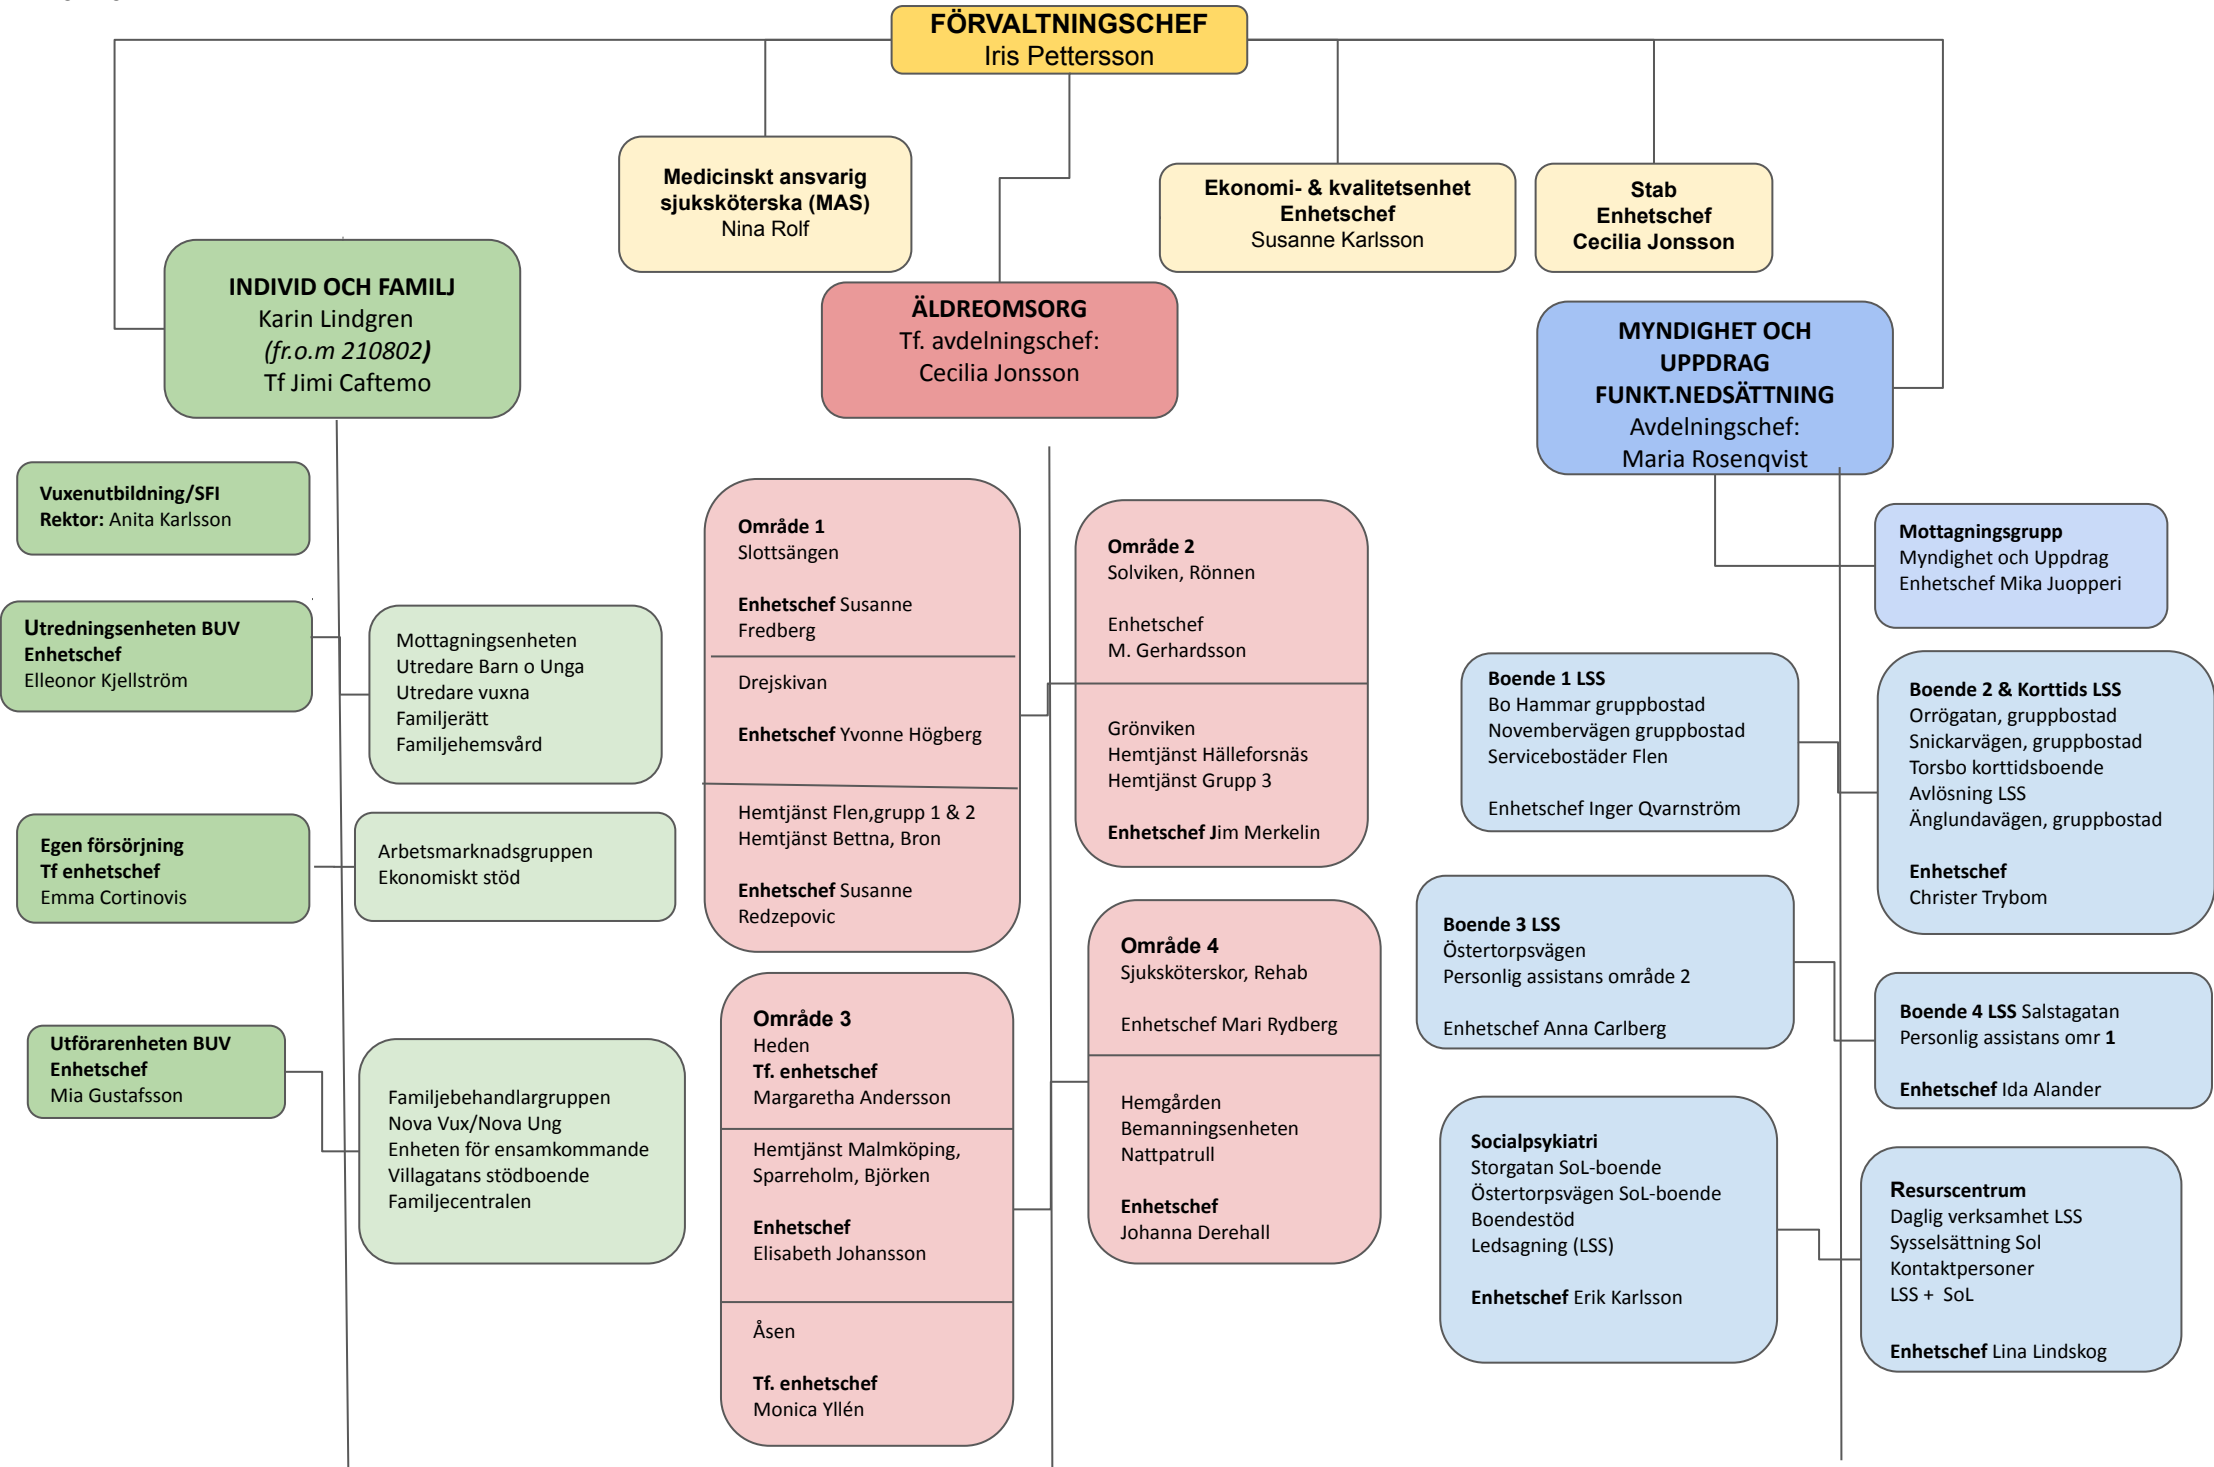 FÖRVALTNINGSCHEF
Iris Pettersson
Medicinskt ansvarig
sjuksköterska (MAS)
Nina Rolf
Ekonomi- & kvalitetsenhet
Enhetschef
Susanne Karlsson
Stab
Enhetschef
Cecilia Jonsson
INDIVID OCH FAMILJ
Karin Lindgren
(fr.o.m 210802)
Tf Jimi Caftemo
ÄLDREOMSORG
Tf. avdelningschef:
Cecilia Jonsson
MYNDIGHET OCH
UPPDRAG
FUNKT.NEDSÄTTNING
Avdelningschef:
Maria Rosenqvist
Vuxenutbildning/SFI
Rektor: Anita Karlsson
Utredningsenheten BUV
Enhetschef
Elleonor Kjellström
Mottagningsenheten
Utredare Barn o Unga
Utredare vuxna
Familjerätt
Familjehemsvård
Egen försörjning
Tf enhetschef
Emma Cortinovis
Arbetsmarknadsgruppen
Ekonomiskt stöd
Utförarenheten BUV
Enhetschef
Mia Gustafsson
Familjebehandlargruppen
Nova Vux/Nova Ung
Enheten för ensamkommande
Villagatans stödboende
Familjecentralen
Område 1
Slottsängen
Enhetschef Susanne
Fredberg
Drejskivan
Enhetschef Yvonne Högberg
Hemtjänst Flen,grupp 1 & 2
Hemtjänst Bettna, Bron
Enhetschef Susanne
Redzepovic
Område 2
Solviken, Rönnen
Enhetschef
M. Gerhardsson
Grönviken
Hemtjänst Hälleforsnäs
Hemtjänst Grupp 3
Enhetschef Jim Merkelin
Område 3
Heden
Tf. enhetschef
Margaretha Andersson
Hemtjänst Malmköping,
Sparreholm, Björken
Enhetschef
Elisabeth Johansson
Åsen
Tf. enhetschef
Monica Yllén
Område 4
Sjuksköterskor, Rehab
Enhetschef Mari Rydberg
Hemgården
Bemanningsenheten
Nattpatrull
Enhetschef
Johanna Derehall
Mottagningsgrupp
Myndighet och Uppdrag
Enhetschef Mika Juopperi
Boende 1 LSS
Bo Hammar gruppbostad
Novembervägen gruppbostad
Servicebostäder Flen
Enhetschef Inger Qvarnström
Boende 2 & Korttids LSS
Orrögatan, gruppbostad
Snickarvägen, gruppbostad
Torsbo korttidsboende
Avlösning LSS
Änglundavägen, gruppbostad
Enhetschef
Christer Trybom
Boende 3 LSS
Östertorpsvägen
Personlig assistans område 2
Enhetschef Anna Carlberg
Boende 4 LSS Salstagatan
Personlig assistans omr 1
Enhetschef Ida Alander
Socialpsykiatri
Storgatan SoL-boende
Östertorpsvägen SoL-boende
Boendestöd
Ledsagning (LSS)
Enhetschef Erik Karlsson
Resurscentrum
Daglig verksamhet LSS
Sysselsättning Sol
Kontaktpersoner
LSS + SoL
Enhetschef Lina Lindskog